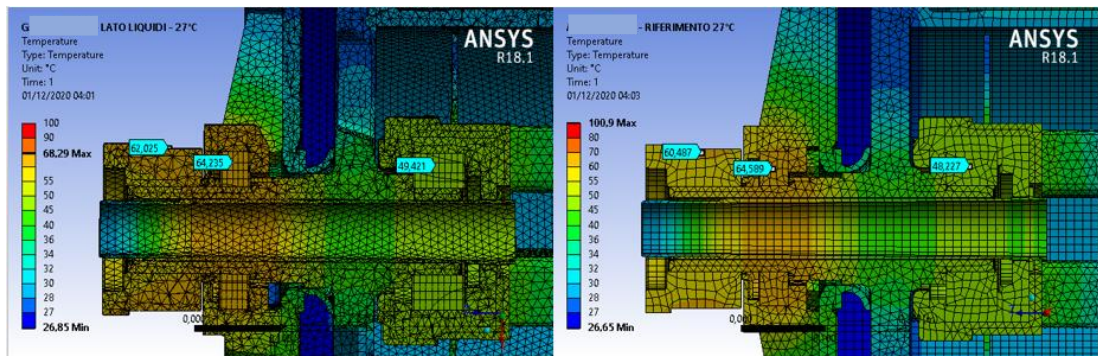 G LATO LIQUIDI - 27°C
Temperature
Type: Temperature
Unit: °C
Time: 1
01/12/2020 04:01
ANSYS
R18.1
100
90
68,29 Max
60
55
50
45
40
36
34
32
30
28
27
26,85 Min
62,025
64,235
49,421
0,000
- RIFERIMENTO 27°C
Temperature
Type: Temperature
Unit: °C
Time: 1
01/12/2020 04:03
ANSYS
R18.1
100,9 Max
80
70
60
55
50
45
40
36
34
32
30
28
27
26,65 Min
60,487
64,589
48,227